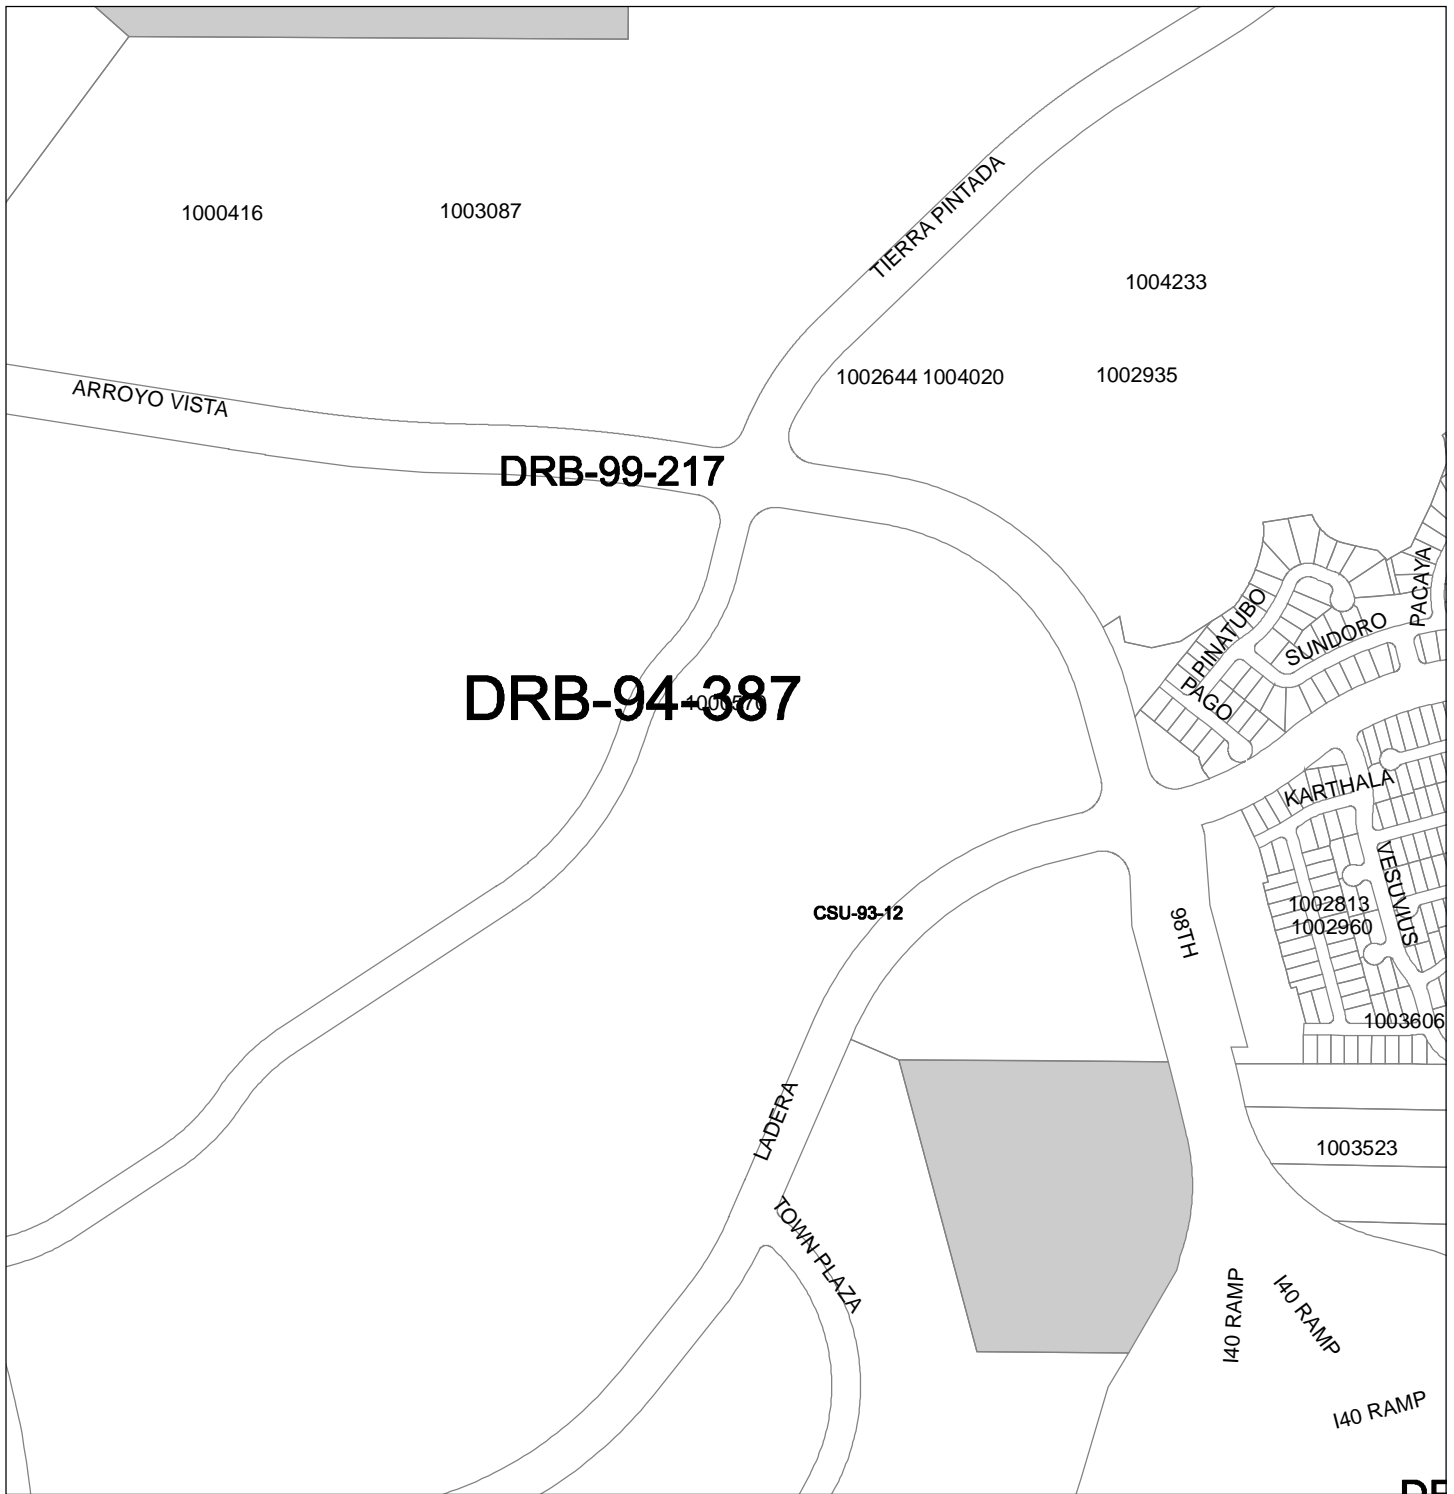 TIERRA PINTADA
1000416
1003087
1004233
1002644 1004020
1002935
ARROYO VISTA
DRB-99-217
PACAYA
PINATUBO
SUNDORO
PAGO
DRB-94-387
1000570
KARTHALA
VESUVIUS
1002813
1002960
CSU-93-12
98TH
1003606
LADERA
1003523
TOWN PLAZA
I40 RAMP
I40 RAMP
I40 RAMP